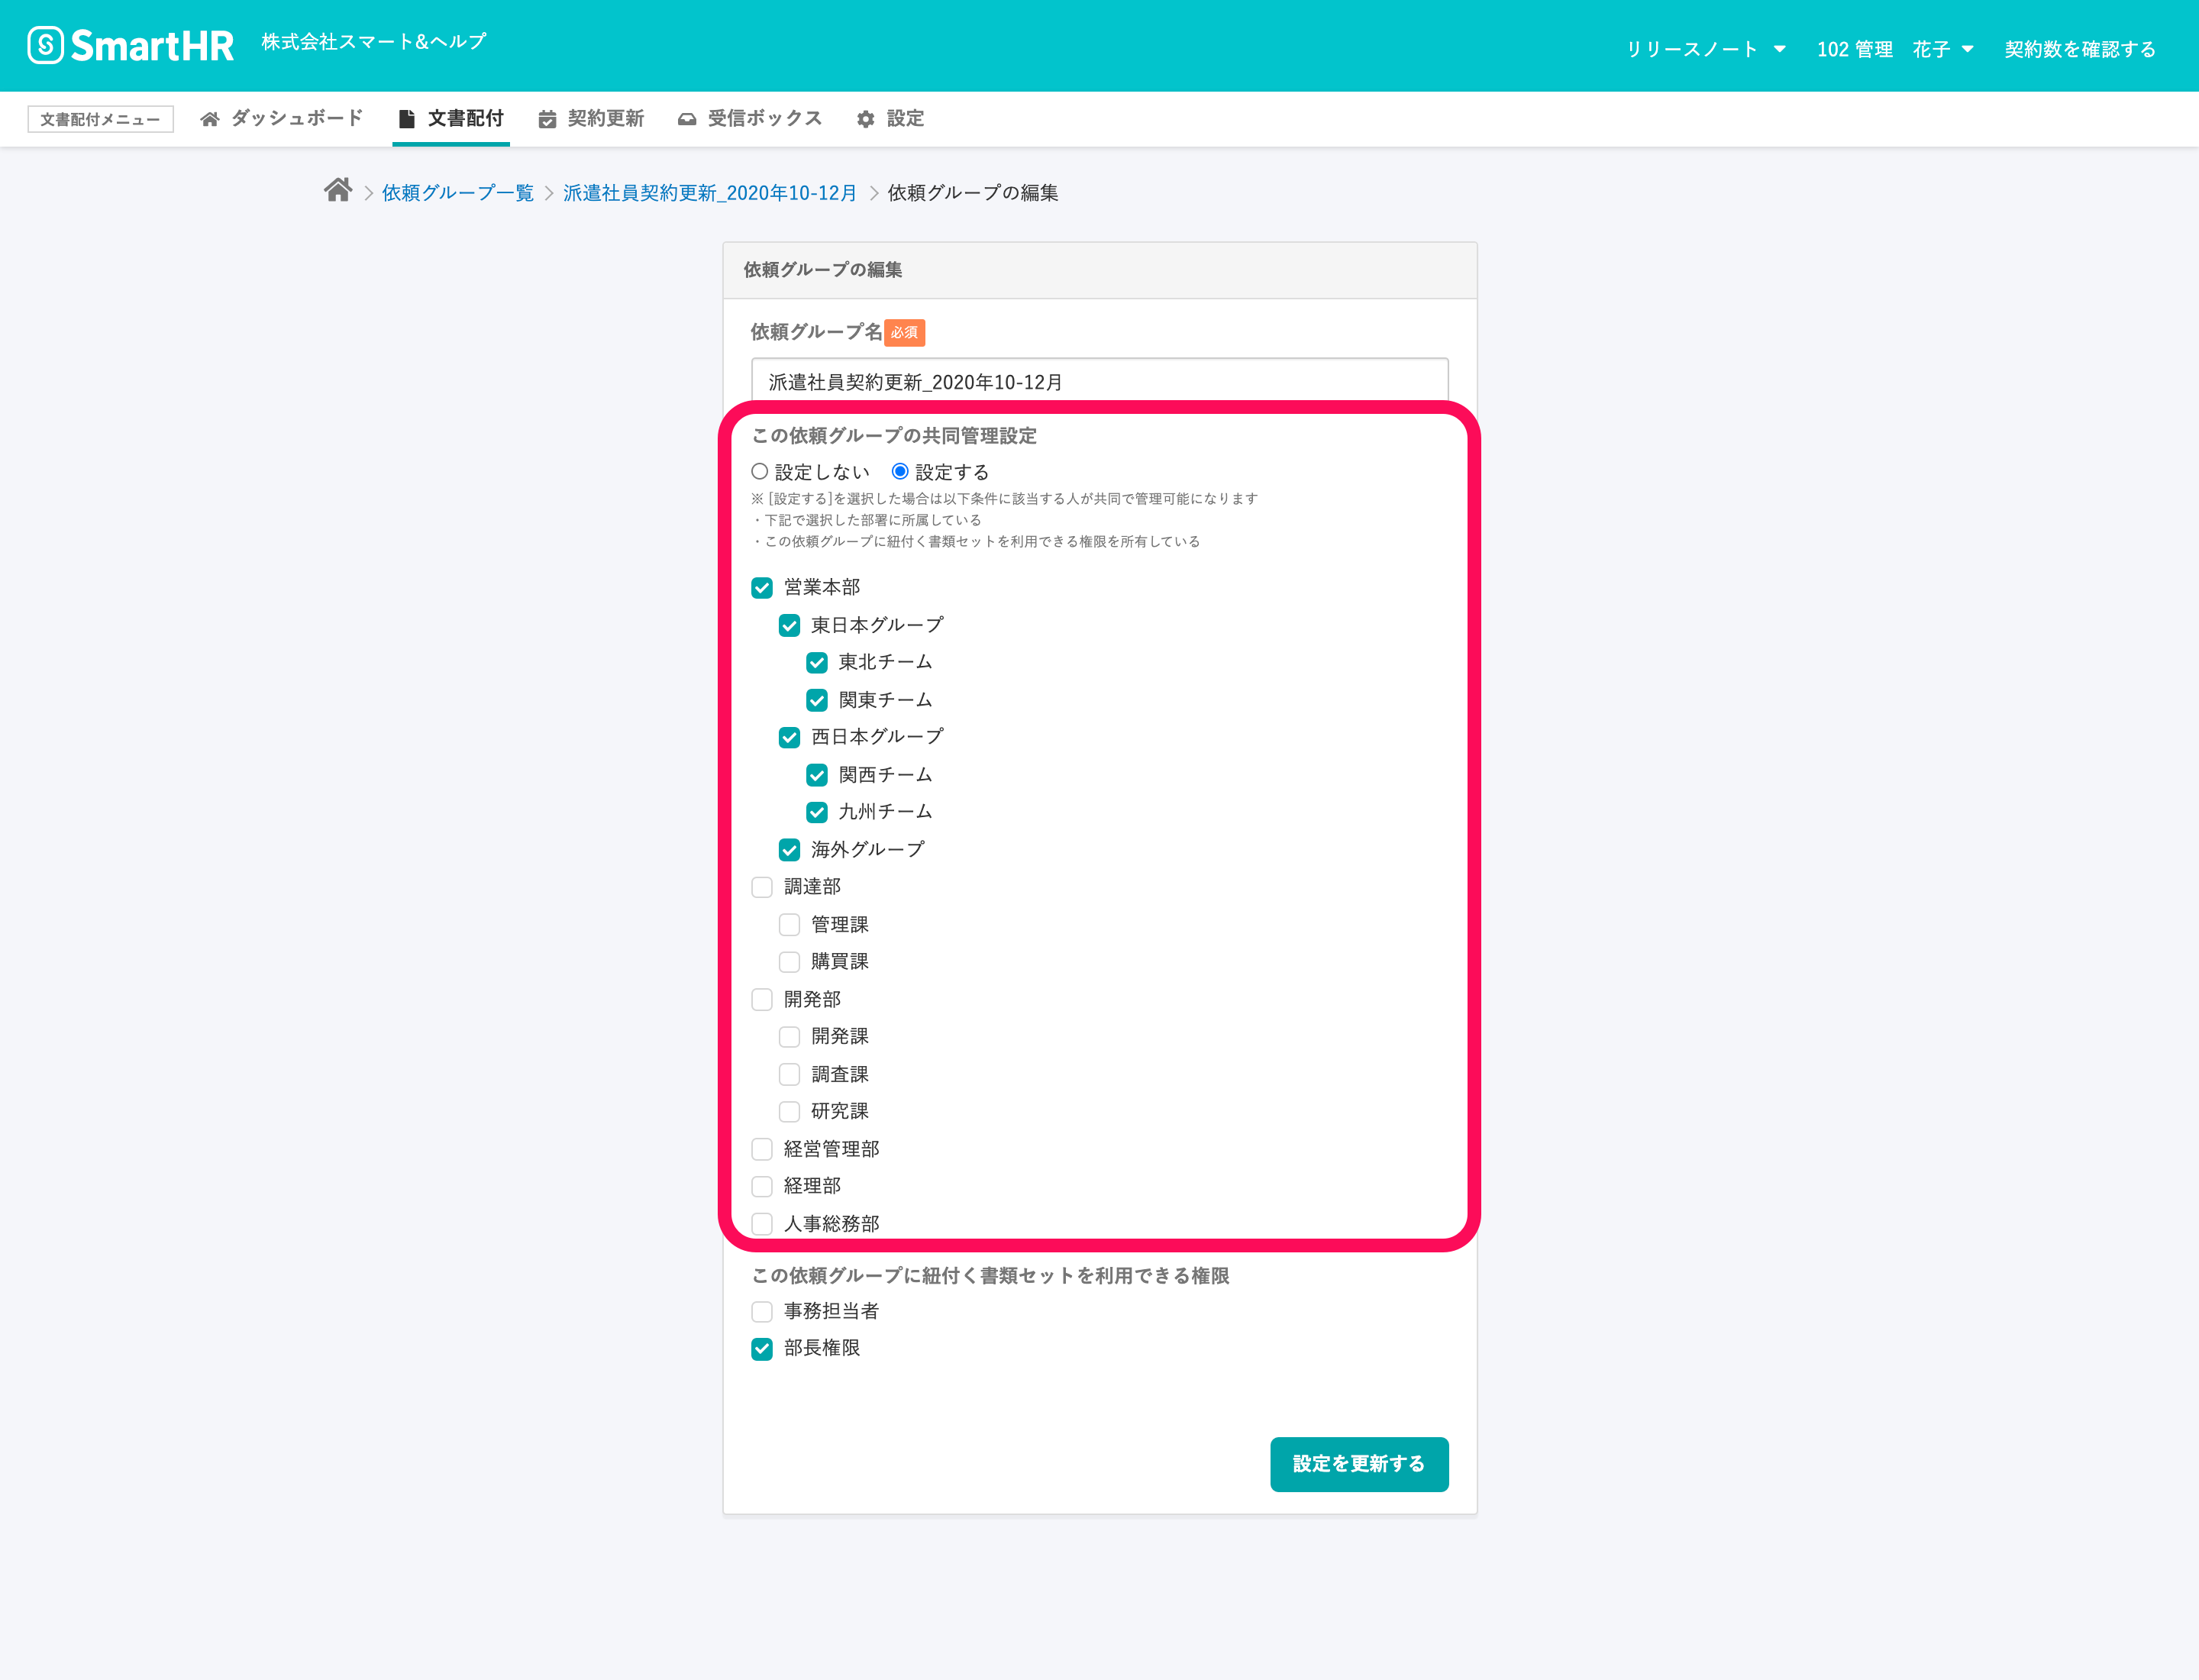 SmartHR 株式会社スマート&ヘルプ リリースノート 102 管理 花子 契約数を確認する
文書配付メニュー ダッシュボード 文書配付 契約更新 受信ボックス 設定
依頼グループ一覧 派遣社員契約更新_2020年10-12月 依頼グループの編集
依頼グループの編集
依頼グループ名 必須
派遣社員契約更新_2020年10-12月
この依頼グループの共同管理設定
設定しない 設定する
※ [設定する]を選択した場合は以下条件に該当する人が共同で管理可能になります
・下記で選択した部署に所属している
・この依頼グループに紐付く書類セットを利用できる権限を所有している
営業本部
東日本グループ
東北チーム
関東チーム
西日本グループ
関西チーム
九州チーム
海外グループ
調達部
管理課
購買課
開発部
開発課
調査課
研究課
経営管理部
経理部
人事総務部
この依頼グループに紐付く書類セットを利用できる権限
事務担当者
部長権限
設定を更新する